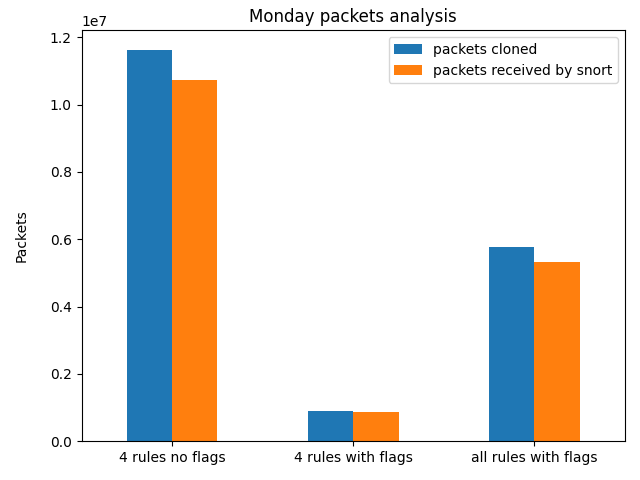 Monday packets analysis
1e7
packets cloned
packets received by snort
1.2
1.0
0.8
0.6
0.4
0.2
0.0
Packets
4 rules no flags
4 rules with flags
all rules with flags